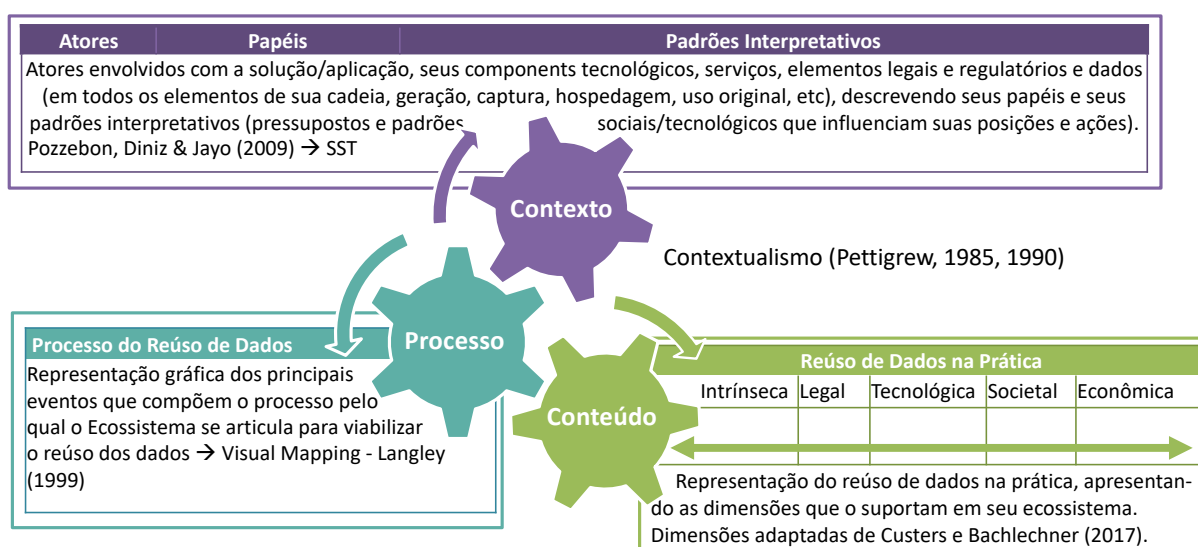 Atores Papéis Padrões Interpretativos
Atores envolvidos com a solução/aplicação, seus components tecnológicos, serviços, elementos legais e regulatórios e dados
(em todos os elementos de sua cadeia, geração, captura, hospedagem, uso original, etc), descrevendo seus papéis e seus
padrões interpretativos (pressupostos e padrões sociais/tecnológicos que influenciam suas posições e ações).
Pozzebon, Diniz & Jayo (2009) → SST
Contexto
Contextualismo (Pettigrew, 1985, 1990)
Processo
Processo do Reúso de Dados
Representação gráfica dos principais
eventos que compõem o processo pelo
qual o Ecossistema se articula para viabilizar
o reúso dos dados → Visual Mapping - Langley
(1999)
Conteúdo
Reúso de Dados na Prática
Intrínseca Legal Tecnológica Societal Econômica
Representação do reúso de dados na prática, apresentan-
do as dimensões que o suportam em seu ecossistema.
Dimensões adaptadas de Custers e Bachlechner (2017).